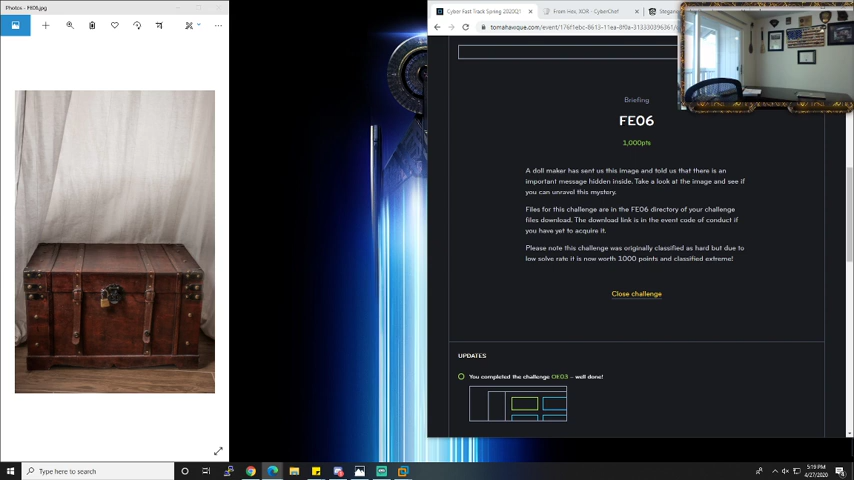 Photos - FE06.jpg
Cyber Fast Track Spring 2020Q1
From Hex, XOR - CyberChef
tomahawque.com/event/176f1ebc-8613-11ea-8f0a-313330396361/
Briefing
FE06
1,000pts
A doll maker has sent us this image and told us that there is an
important message hidden inside. Take a look at the image and see if
you can unravel this mystery.
Files for this challenge are in the FE06 directory of your challenge
files download. The download link is in the event code of conduct if
you have yet to acquire it.
Please note this challenge was originally classified as hard but due to
low solve rate it is now worth 1000 points and classified extreme!
Close challenge
UPDATES
You completed the challenge OE03 – well done!
Type here to search
5:19 PM
4/27/2020